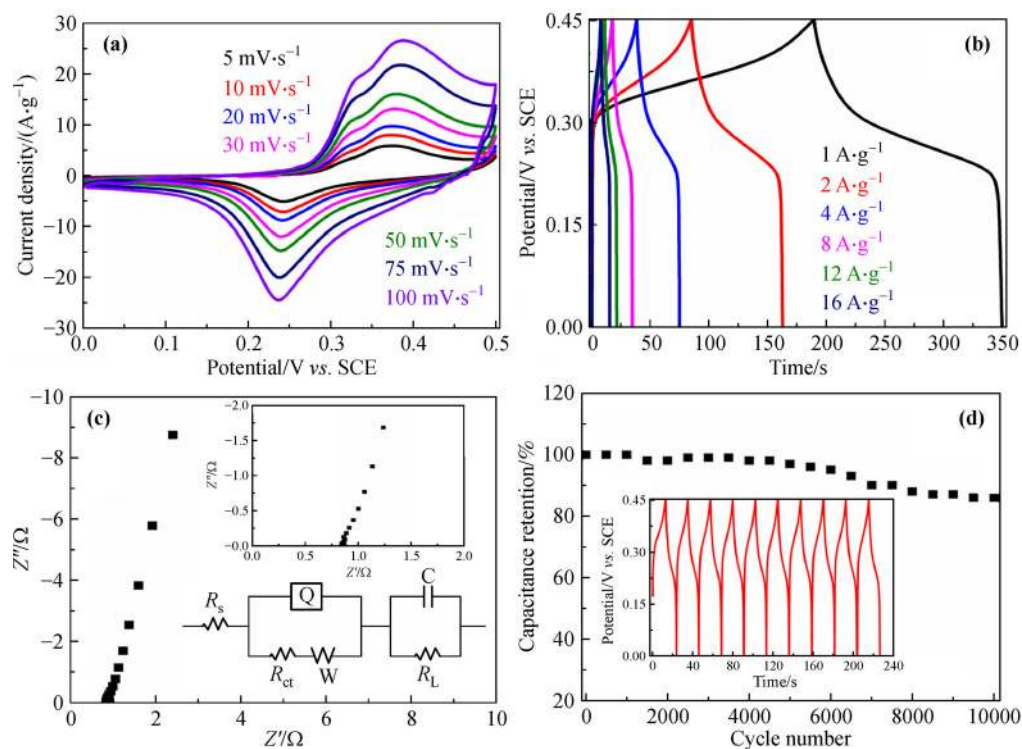 (a)
30
20
10
0
−10
−20
−30
Current density/(A·g⁻¹)
5 mV·s⁻¹
10 mV·s⁻¹
20 mV·s⁻¹
30 mV·s⁻¹
50 mV·s⁻¹
75 mV·s⁻¹
100 mV·s⁻¹
0.0 0.1 0.2 0.3 0.4 0.5
Potential/V vs. SCE
(b)
0.45
0.30
0.15
0.00
Potential/V vs. SCE
1 A·g⁻¹
2 A·g⁻¹
4 A·g⁻¹
8 A·g⁻¹
12 A·g⁻¹
16 A·g⁻¹
0 50 100 150 200 250 300 350
Time/s
(c)
−10
−8
−6
−4
−2
0
Z″/Ω
−2.0
−1.5
−1.0
−0.5
−0.0
Z″/Ω
0.0 0.5 1.0 1.5 2.0
Z′/Ω
Rs
Q
Rct
W
C
RL
0 2 4 6 8 10
Z′/Ω
(d)
120
100
80
60
40
20
Capacitance retention/%
0.45
0.30
0.15
0.00
Potential/V vs. SCE
0 40 80 120 160 200 240
Time/s
0 2000 4000 6000 8000 10000
Cycle number